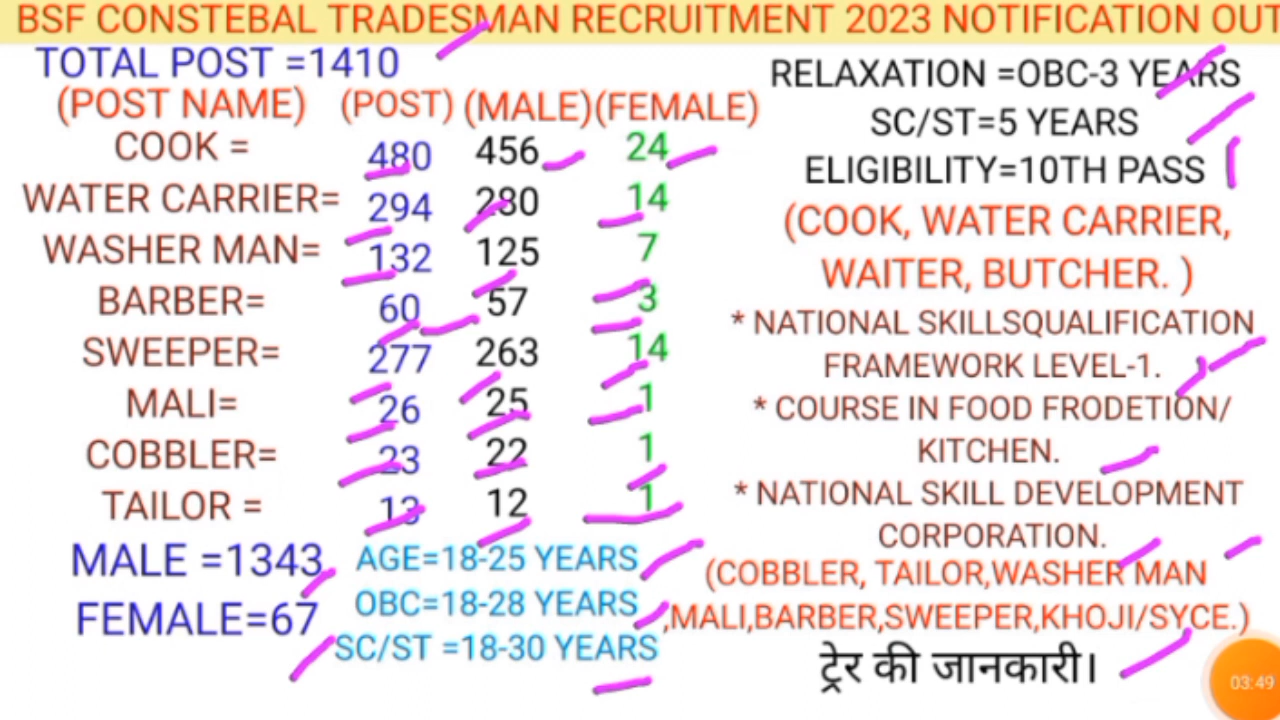 BSF CONSTEBAL TRADESMAN RECRUITMENT 2023 NOTIFICATION OUT
TOTAL POST =1410
(POST NAME) (POST) (MALE)(FEMALE)
COOK = 480 456 24
WATER CARRIER= 294 280 14
WASHER MAN= 132 125 7
BARBER= 60 57 3
SWEEPER= 277 263 14
MALI= 26 25 1
COBBLER= 23 22 1
TAILOR = 13 12 1
MALE =1343
FEMALE=67
AGE=18-25 YEARS
OBC=18-28 YEARS
SC/ST =18-30 YEARS
RELAXATION =OBC-3 YEARS
SC/ST=5 YEARS
ELIGIBILITY=10TH PASS
(COOK, WATER CARRIER,
WAITER, BUTCHER. )
* NATIONAL SKILLSQUALIFICATION
FRAMEWORK LEVEL-1.
* COURSE IN FOOD FRODETION/
KITCHEN.
* NATIONAL SKILL DEVELOPMENT
CORPORATION.
(COBBLER, TAILOR,WASHER MAN
,MALI,BARBER,SWEEPER,KHOJI/SYCE.)
ट्रेर की जानकारी।
03:49